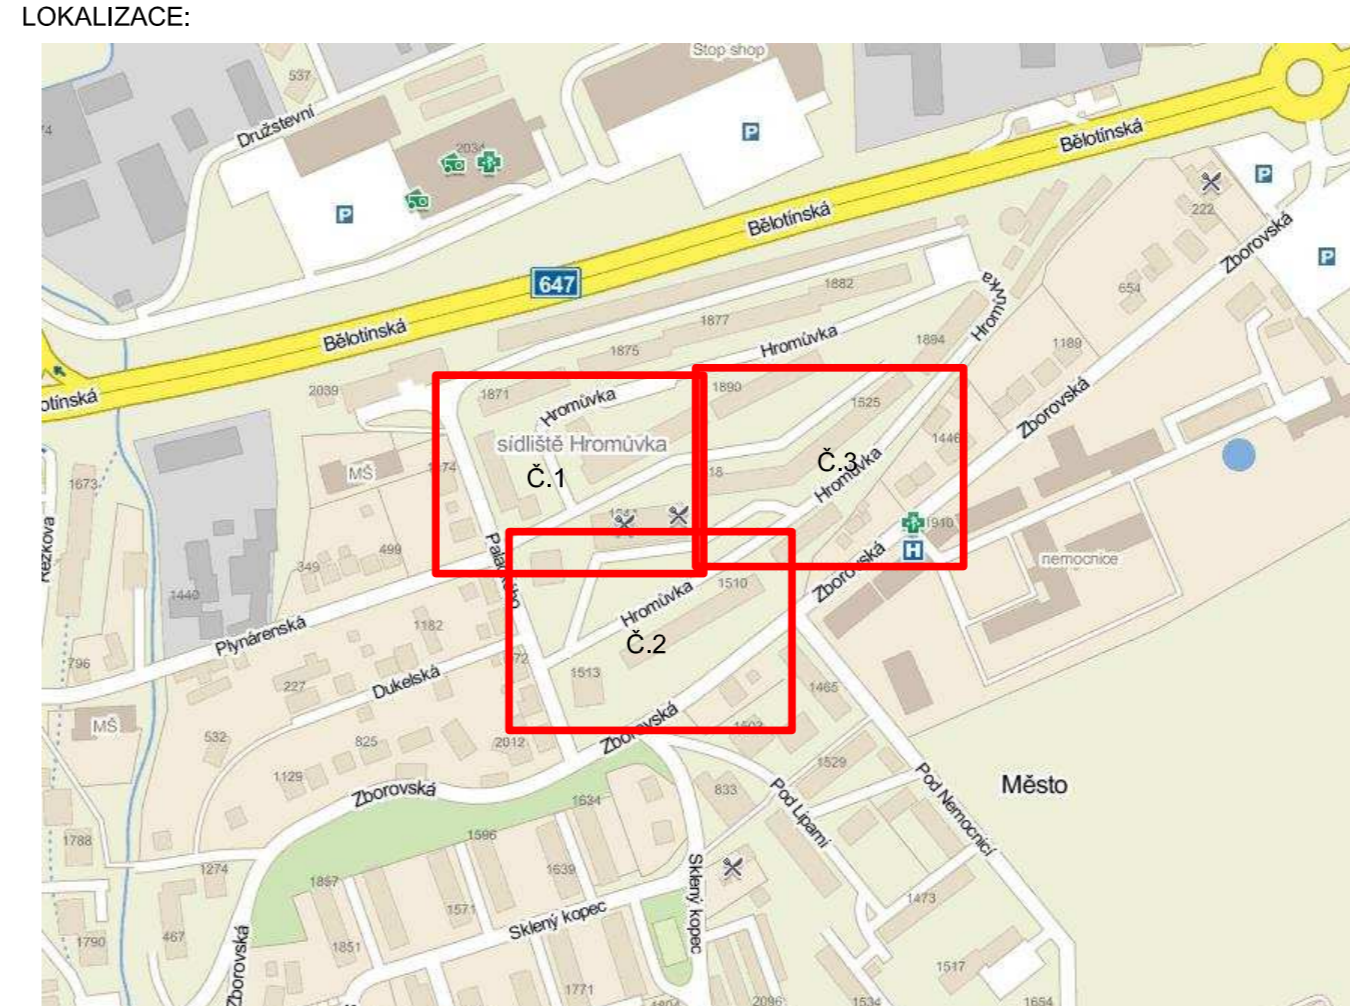 LOKALIZACE:
Stop shop
537
Družstevní
2034
P
P
P
P
Bělotínská
Bělotínská
Bělotínská
647
222
Zborovská
654
1882
1877
1875
Hromůvka
Hromůvka
1894
1189
2039
1871
Hromůvka
1890
1525
1446
Zborovská
sídliště Hromůvka
MŠ
Č.1
18
Č.3
Hromůvka
1673
1910
H
nemocnice
499
349
1440
Plynárenská
1182
Hromůvka
1510
Zborovská
Č.2
796
227
Dukelská
72
1513
1465
MŠ
532
825
2012
Zborovská
1529
1129
Zborovská
1634
833
Pod Lipami
Pod Nemocnicí
Město
1788
1596
1274
1857
1639
Sklený kopec
1571
Sklený kopec
1473
1790
467
Zborovská
1851
1517
1771
2096
1534
1654